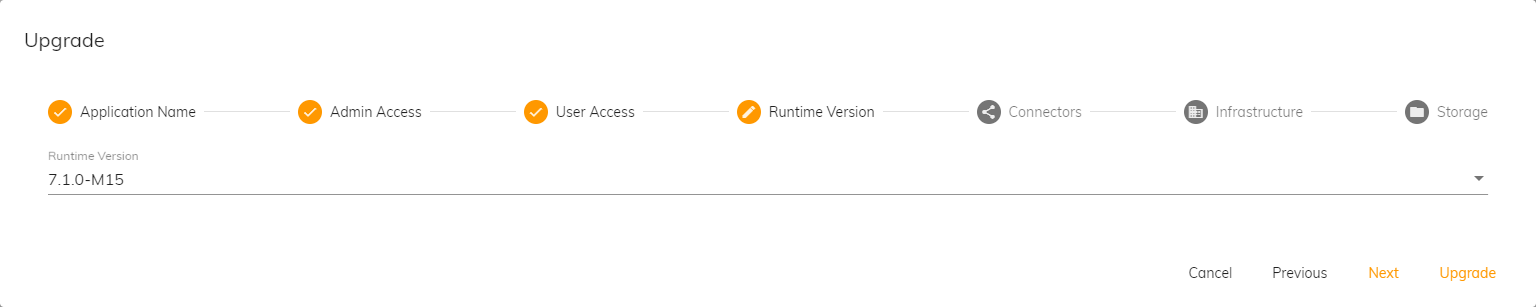 Upgrade
Application Name Admin Access User Access Runtime Version Connectors Infrastructure Storage
Runtime Version
7.1.0-M15
Cancel Previous Next Upgrade